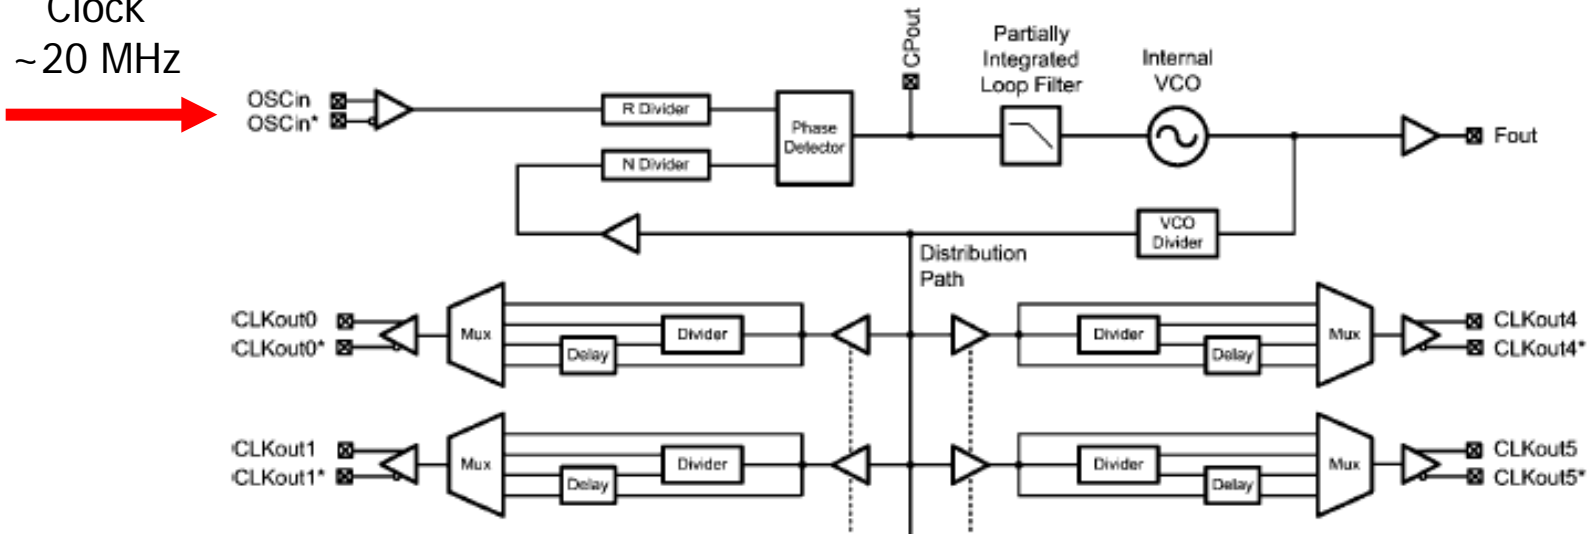 Clock
~20 MHz
OSCin
OSCin*
R Divider
N Divider
Phase
Detector
CPout
Partially
Integrated
Loop Filter
Internal
VCO
Fout
VCO
Divider
Distribution
Path
CLKout0
CLKout0*
Mux
Delay
Divider
Divider
Delay
Mux
CLKout4
CLKout4*
CLKout1
CLKout1*
Mux
Delay
Divider
Divider
Delay
Mux
CLKout5
CLKout5*